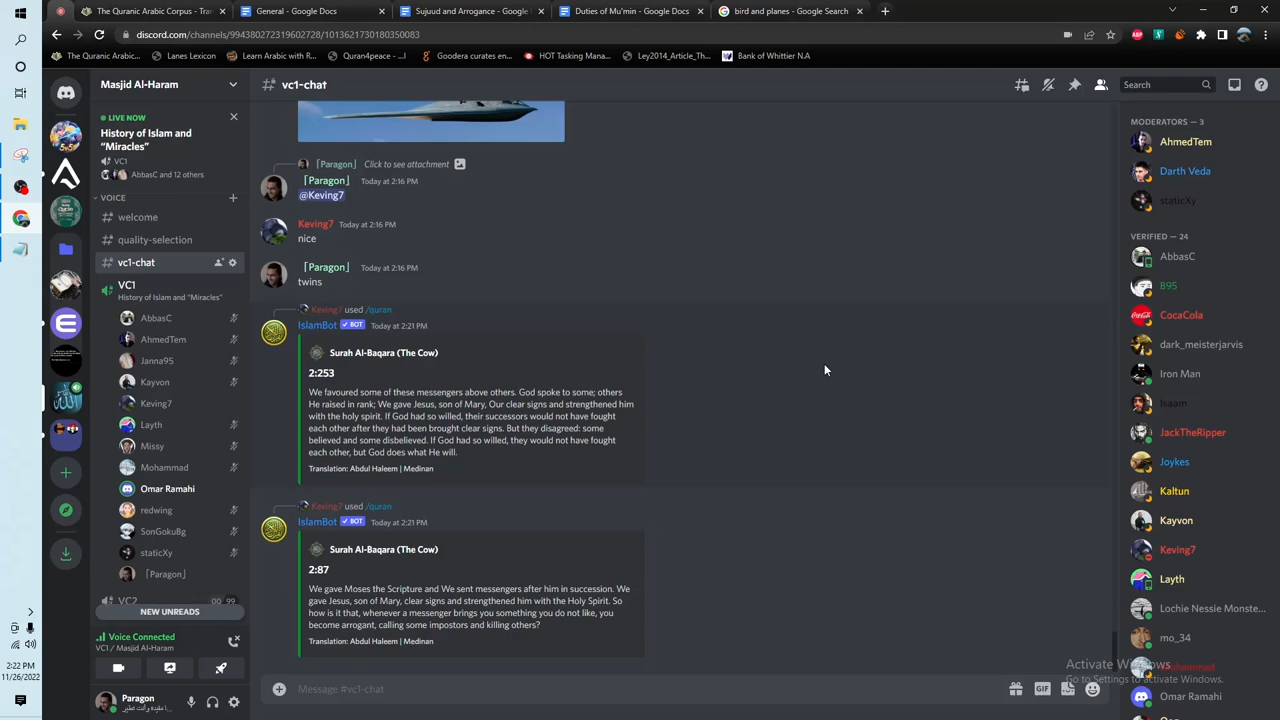 The Quranic Arabic Corpus - Tran
General - Google Docs
Sujuud and Arrogance - Google
Duties of Mu'min - Google Docs
bird and planes - Google Search
discord.com/channels/994380272319602728/1013621730180350083
The Quranic Arabic...
Lanes Lexicon
Learn Arabic with R...
Quran4peace - ...l
Goodera curates en...
HOT Tasking Mana...
Ley2014_Article_Th...
Bank of Whittier N.A
Masjid Al-Haram
LIVE NOW
History of Islam and
"Miracles"
VC1
AbbasC and 12 others
VOICE
welcome
quality-selection
vc1-chat
VC1
History of Islam and "Miracles"
AbbasC
AhmedTem
Janna95
Kayvon
Keving7
Layth
Missy
Mohammad
Omar Ramahi
redwing
SonGokuBg
staticXy
「Paragon」
VC2
99
NEW UNREADS
Voice Connected
VC1 / Masjid Al-Haram
Paragon
2:22 PM
11/26/2022
# vc1-chat
Search
「Paragon」 Click to see attachment
「Paragon」 Today at 2:16 PM
@Keving7
Keving7 Today at 2:16 PM
nice
「Paragon」 Today at 2:16 PM
twins
Keving7 used /quran
IslamBot ✓ BOT Today at 2:21 PM
Surah Al-Baqara (The Cow)
2:253
We favoured some of these messengers above others. God spoke to some; others
He raised in rank; We gave Jesus, son of Mary, Our clear signs and strengthened him
with the holy spirit. If God had so willed, their successors would not have fought
each other after they had been brought clear signs. But they disagreed: some
believed and some disbelieved. If God had so willed, they would not have fought
each other, but God does what He will.
Translation: Abdul Haleem | Medinan
Keving7 used /quran
IslamBot ✓ BOT Today at 2:21 PM
Surah Al-Baqara (The Cow)
2:87
We gave Moses the Scripture and We sent messengers after him in succession. We
gave Jesus, son of Mary, clear signs and strengthened him with the Holy Spirit. So
how is it that, whenever a messenger brings you something you do not like, you
become arrogant, calling some impostors and killing others?
Translation: Abdul Haleem | Medinan
Message #vc1-chat
GIF
MODERATORS — 3
AhmedTem
Darth Veda
staticXy
VERIFIED — 24
AbbasC
B95
CocaCola
dark_meisterjarvis
Iron Man
Isaam
JackTheRipper
Joykes
Kaltun
Kayvon
Keving7
Layth
Lochie Nessie Monste...
mo_34
Mohammad
Omar Ramahi
Activate Windows
Go to Settings to activate Windows.